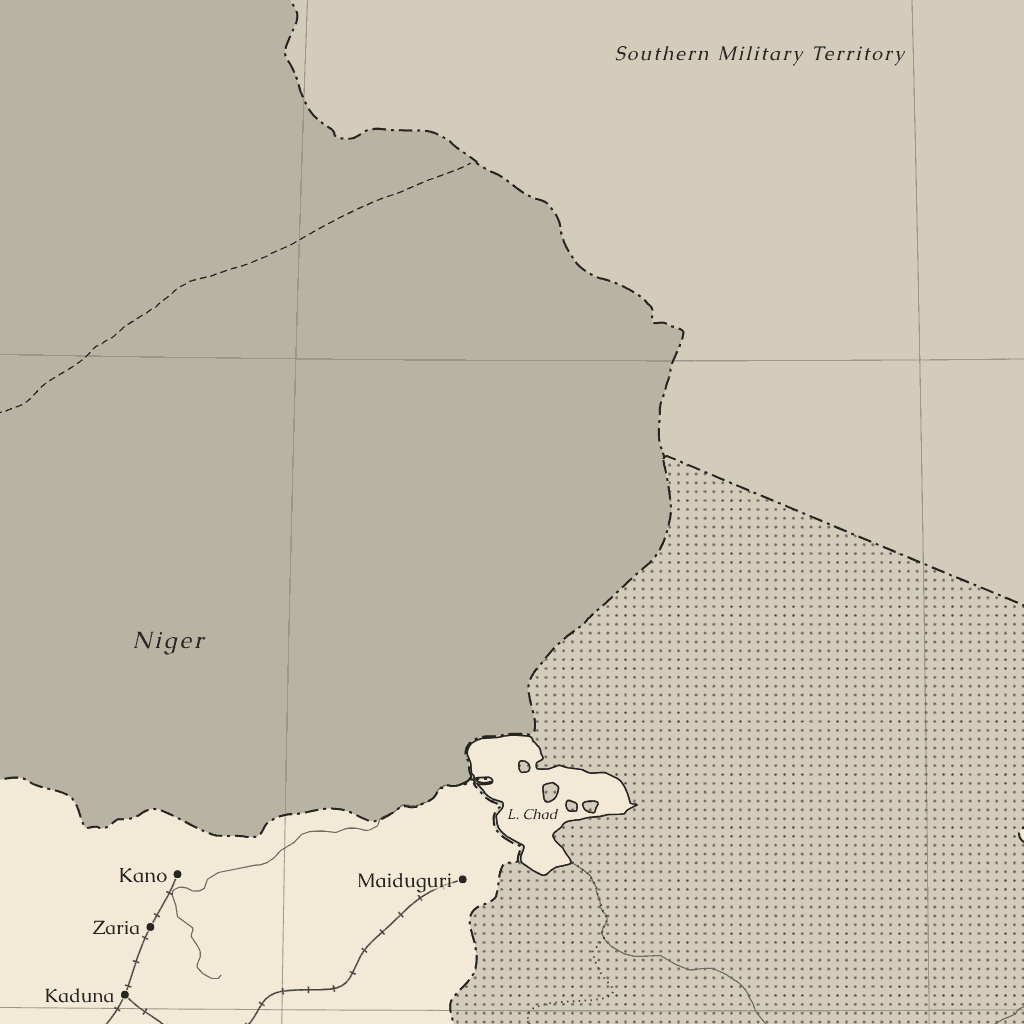 Southern Military Territory
Niger
L. Chad
Kano
Maiduguri
Zaria
Kaduna